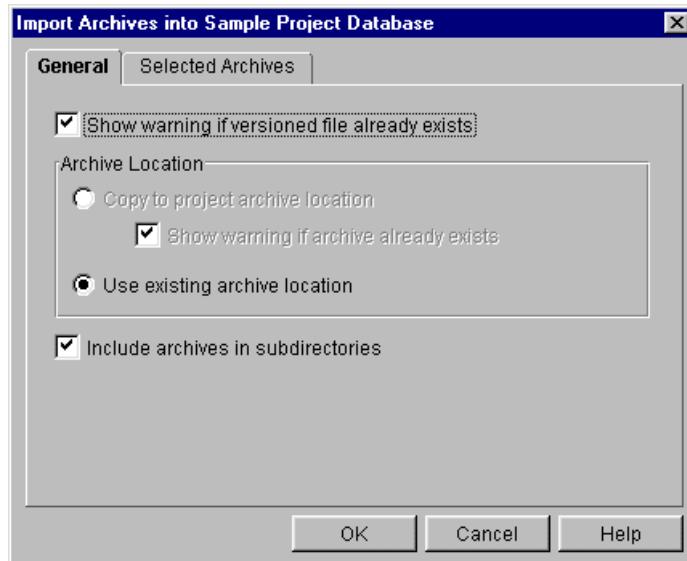 Import Archives into Sample Project Database
General
Selected Archives
Show warning if versioned file already exists
Archive Location
Copy to project archive location
Show warning if archive already exists
Use existing archive location
Include archives in subdirectories
OK
Cancel
Help